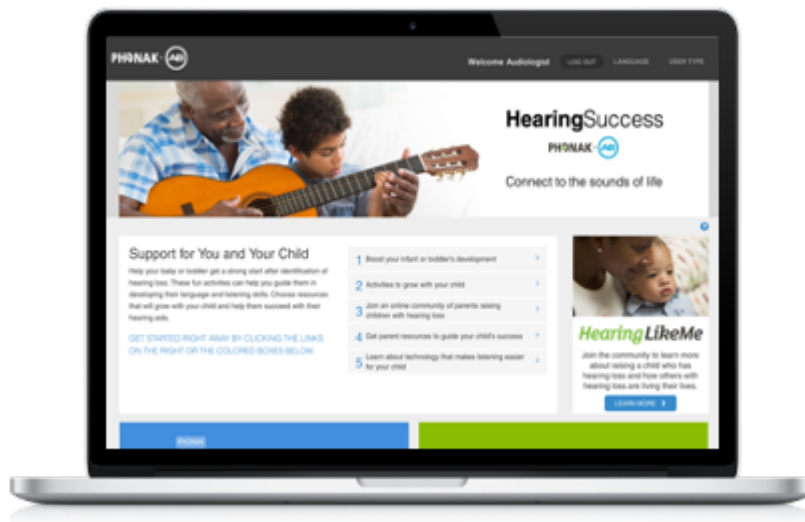 PHONAK AB
Welcome Audiologist LOG OUT LANGUAGE USER TYPE
HearingSuccess
PHONAK AB
Connect to the sounds of life
Support for You and Your Child
Help your baby or toddler get a strong start after identification of
hearing loss. These fun activities can help you guide them in
developing their language and listening skills. Choose resources
that will grow with your child and help them succeed with their
hearing aids.
GET STARTED RIGHT AWAY BY CLICKING THE LINKS
ON THE RIGHT OR THE COLORED BOXES BELOW.
1 Boost your infant or toddler's development
2 Activities to grow with your child
3 Join an online community of parents raising
children with hearing loss
4 Get parent resources to guide your child's success
5 Learn about technology that makes listening easier
for your child
?
HearingLikeMe
Join the community to learn more
about raising a child who has
hearing loss and how others with
hearing loss are living their lives.
LEARN MORE
PHONAK